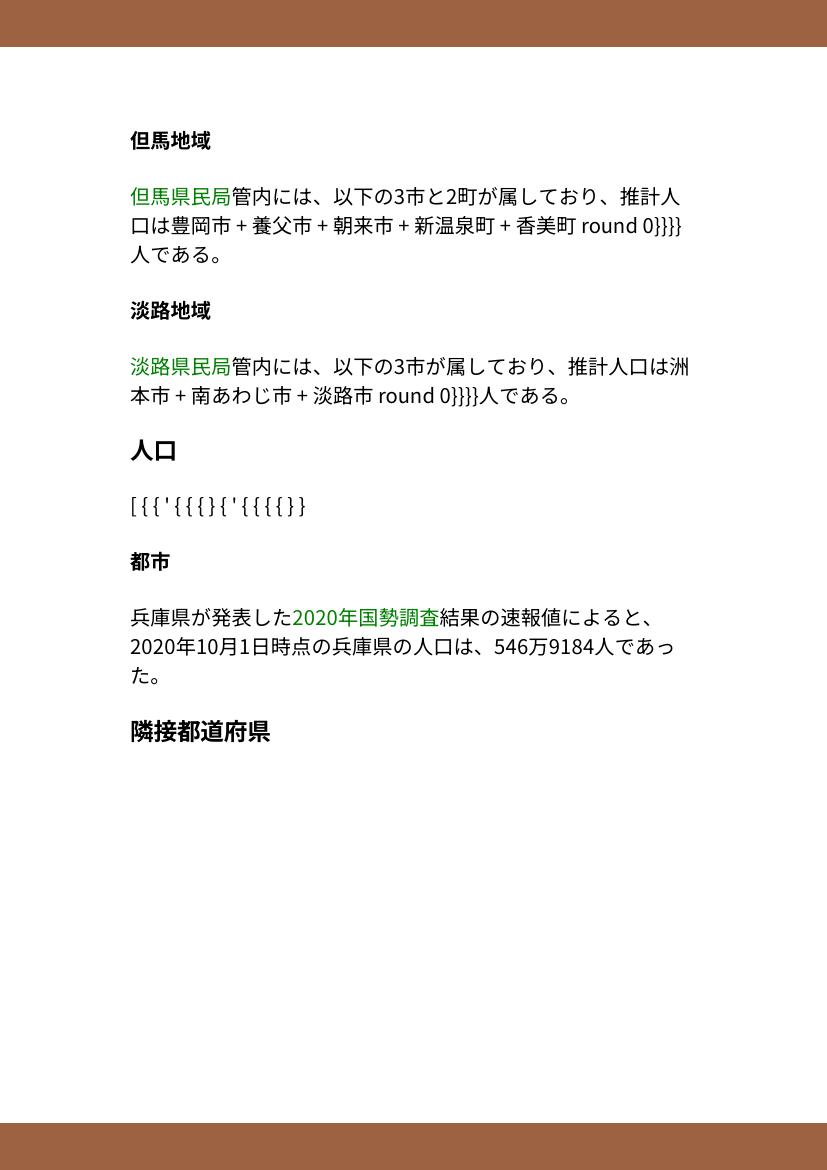 但馬地域
但馬県民局管内には、以下の3市と2町が属しており、推計人
口は豊岡市 + 養父市 + 朝来市 + 新温泉町 + 香美町 round 0}}}}
人である。
淡路地域
淡路県民局管内には、以下の3市が属しており、推計人口は洲
本市 + 南あわじ市 + 淡路市 round 0}}}}人である。
人口
[ { { ' { { { } { ' { { { { } }
都市
兵庫県が発表した2020年国勢調査結果の速報値によると、
2020年10月1日時点の兵庫県の人口は、546万9184人であっ
た。
隣接都道府県